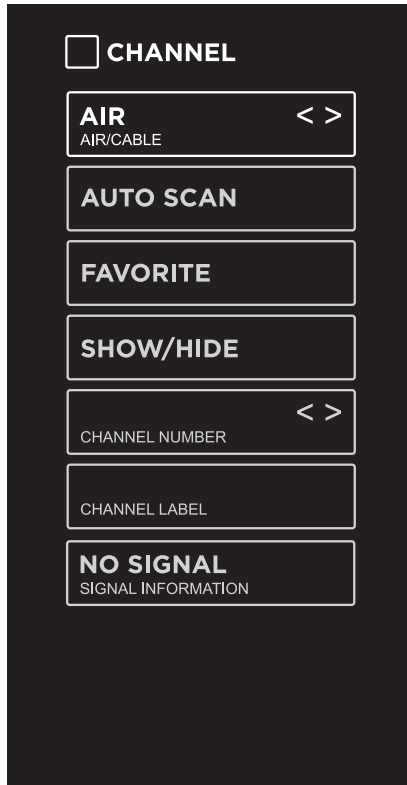 CHANNEL
AIR < >
AIR/CABLE
AUTO SCAN
FAVORITE
SHOW/HIDE
< >
CHANNEL NUMBER
CHANNEL LABEL
NO SIGNAL
SIGNAL INFORMATION